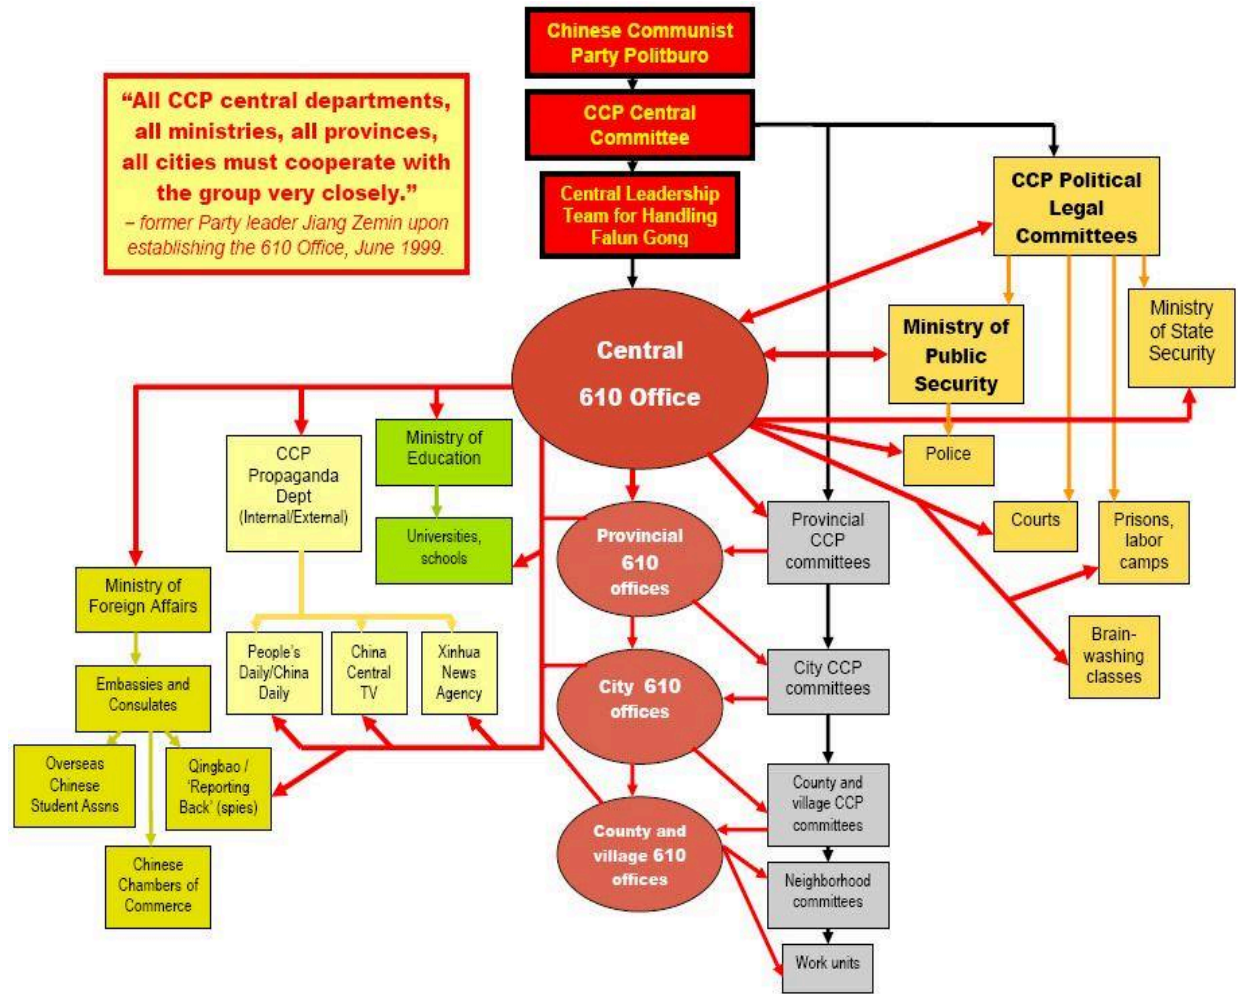 Chinese Communist
Party Politburo
“All CCP central departments,
all ministries, all provinces,
all cities must cooperate with
the group very closely.”
– former Party leader Jiang Zemin upon
establishing the 610 Office, June 1999.
CCP Central
Committee
Central Leadership
Team for Handling
Falun Gong
CCP Political
Legal
Committees
Central
610 Office
Ministry of
Public
Security
Ministry
of State
Security
CCP
Propaganda
Dept
(Internal/External)
Ministry of
Education
Police
Universities,
schools
Provincial
610
offices
Provincial
CCP
committees
Courts
Prisons,
labor
camps
Ministry of
Foreign Affairs
People’s
Daily/China
Daily
China
Central
TV
Xinhua
News
Agency
City 610
offices
City CCP
committees
Brain-
washing
classes
Embassies and
Consulates
Overseas
Chinese
Student Assns
Qingbao /
‘Reporting
Back’ (spies)
County and
village CCP
committees
County and
village 610
offices
Chinese
Chambers of
Commerce
Neighborhood
committees
Work units